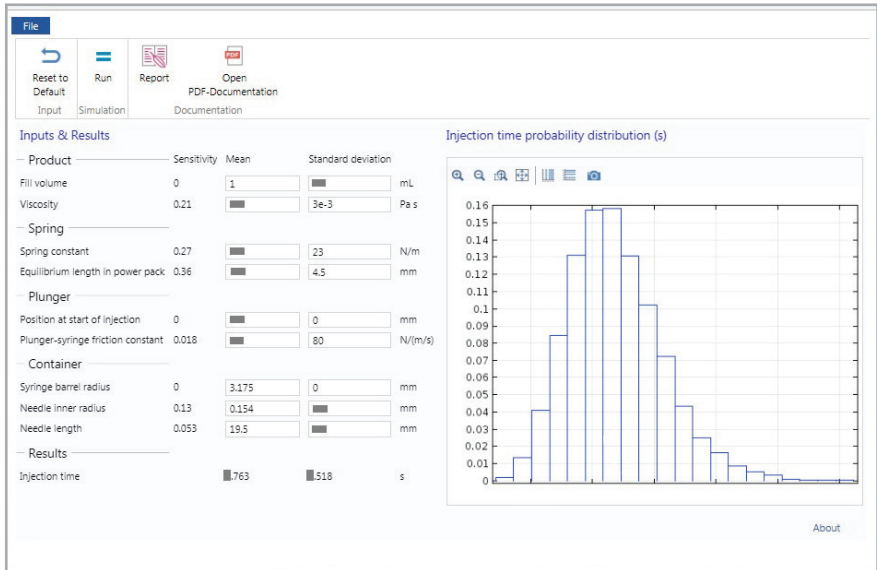 File
Reset to Default
Run
Report
PDF
Open PDF-Documentation
Input
Simulation
Documentation
Inputs & Results
Product Sensitivity Mean Standard deviation
Fill volume 0 1 mL
Viscosity 0.21 3e-3 Pa s
Spring
Spring constant 0.27 23 N/m
Equilibrium length in power pack 0.36 4.5 mm
Plunger
Position at start of injection 0 0 mm
Plunger-syringe friction constant 0.018 80 N/(m/s)
Container
Syringe barrel radius 0 3.175 0 mm
Needle inner radius 0.13 0.154 mm
Needle length 0.053 19.5 mm
Results
Injection time .763 .518 s
Injection time probability distribution (s)
0.16
0.15
0.14
0.13
0.12
0.11
0.1
0.09
0.08
0.07
0.06
0.05
0.04
0.03
0.02
0.01
0
About